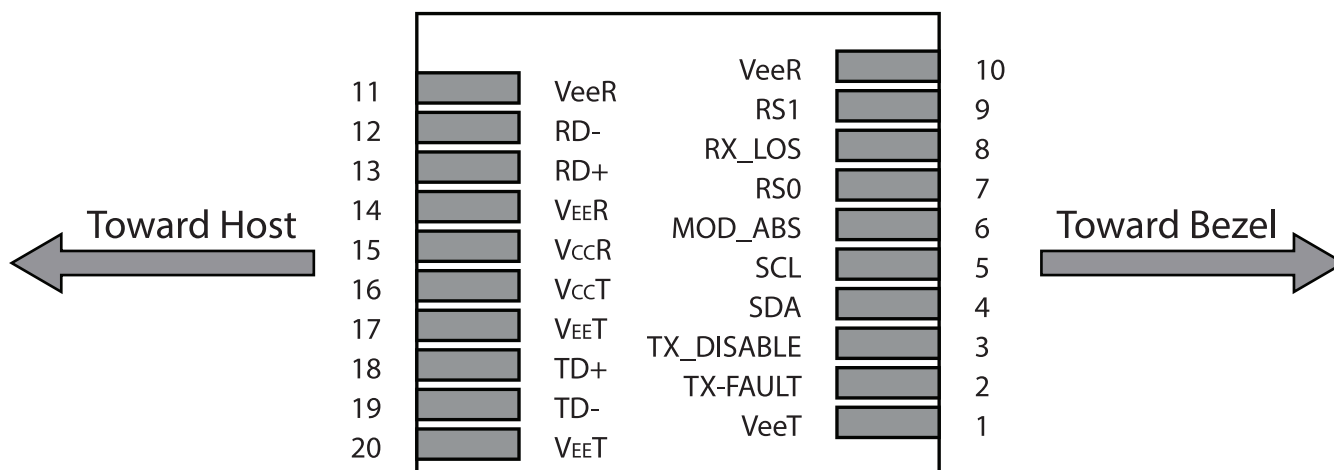 VeeR 10
11 VeeR
RS1 9
12 RD-
RX_LOS 8
13 RD+
RS0 7
14 VEER
MOD_ABS 6
Toward Host
Toward Bezel
15 VCCR
SCL 5
16 VCCT
SDA 4
17 VEET
TX_DISABLE 3
18 TD+
TX-FAULT 2
19 TD-
VeeT 1
20 VEET